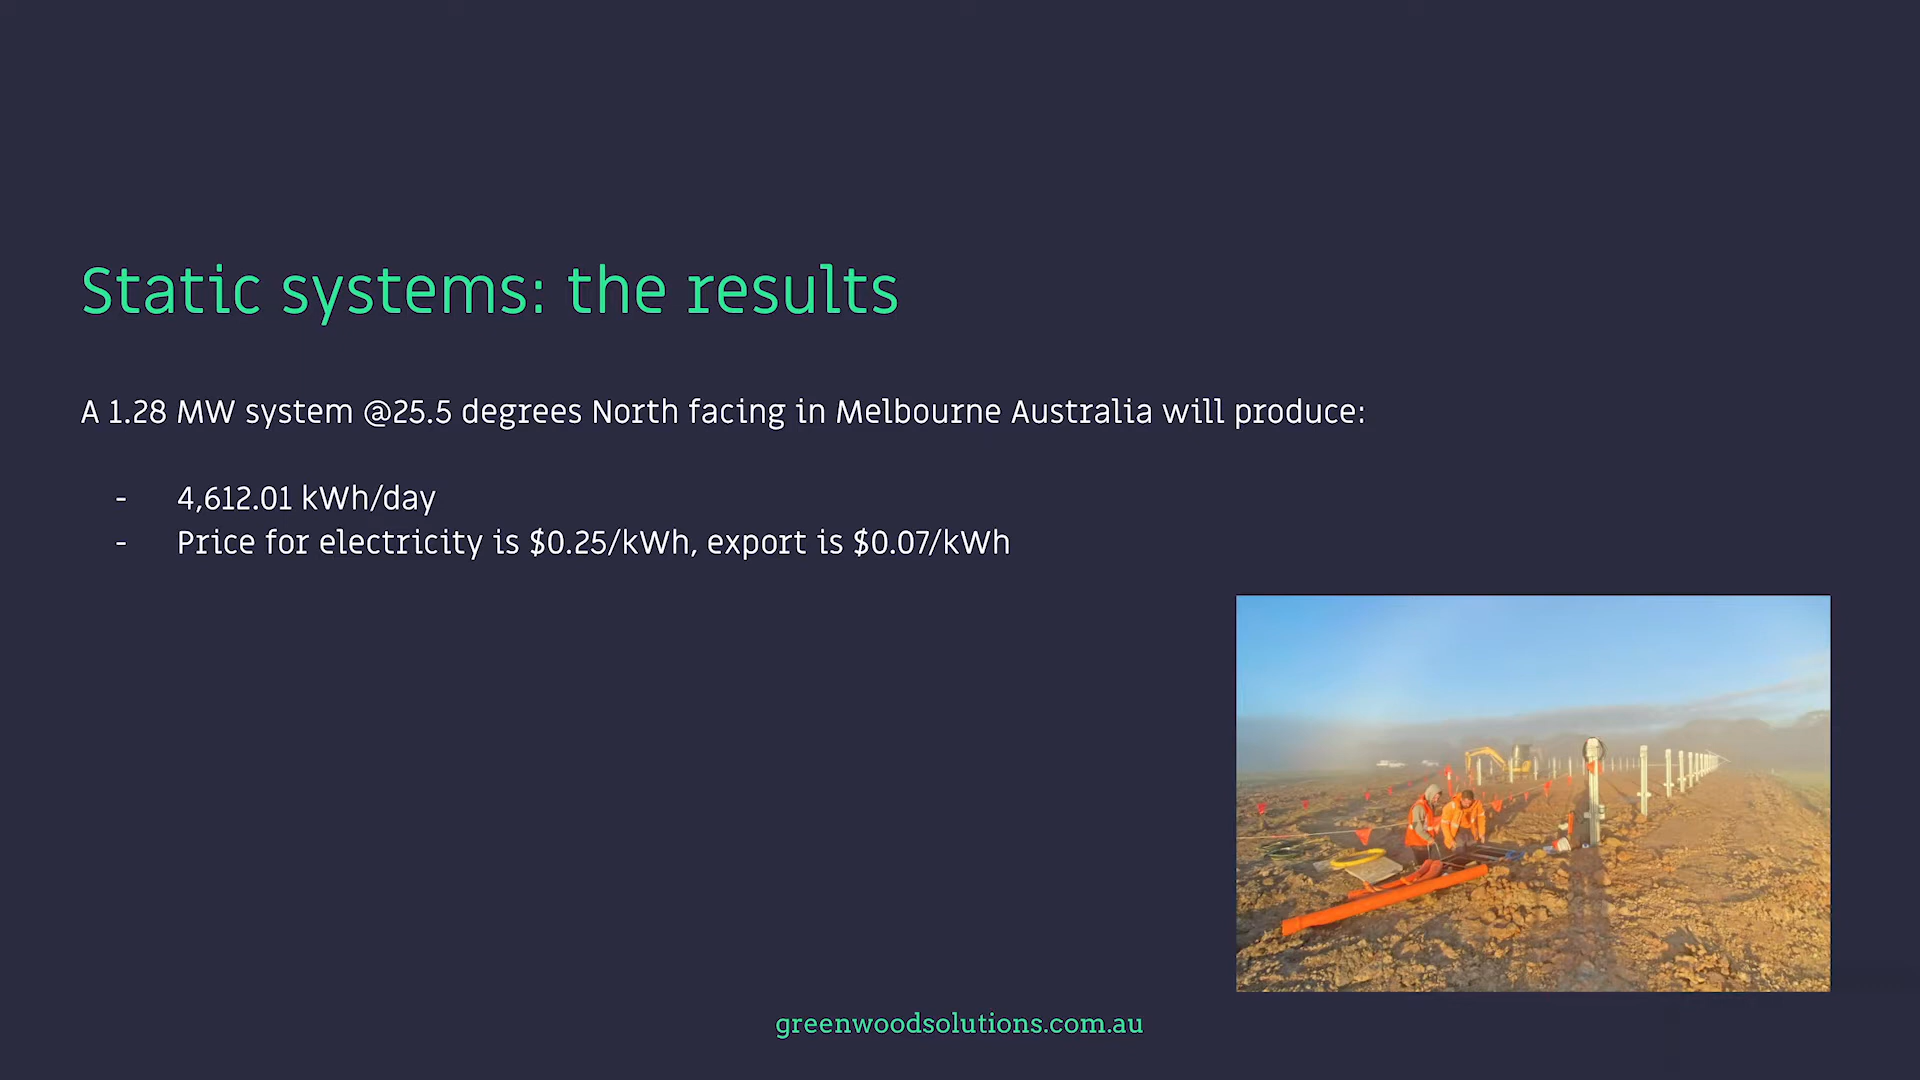 Static systems: the results
A 1.28 MW system @25.5 degrees North facing in Melbourne Australia will produce:
- 4,612.01 kWh/day
- Price for electricity is $0.25/kWh, export is $0.07/kWh
greenwoodsolutions.com.au